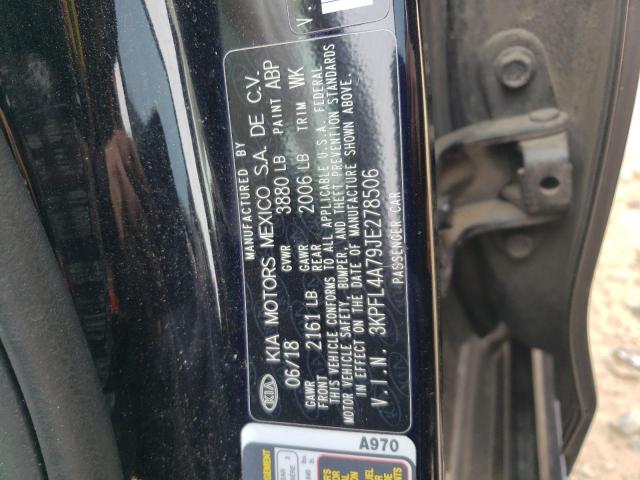 MANUFACTURED BY
KIA KIA MOTORS MEXICO S.A. DE C.V.
06/18 GVWR 3880 LB PAINT ABP
GAWR FRONT 2161 LB GAWR REAR 2006 LB TRIM WK
THIS VEHICLE CONFORMS TO ALL APPLICABLE U.S.A. FEDERAL
MOTOR VEHICLE SAFETY, BUMPER, AND THEFT PREVENTION STANDARDS
IN EFFECT ON THE DATE OF MANUFACTURE SHOWN ABOVE.
V.I.N. 3KPFL4A79JE278506
PASSENGER CAR
A970